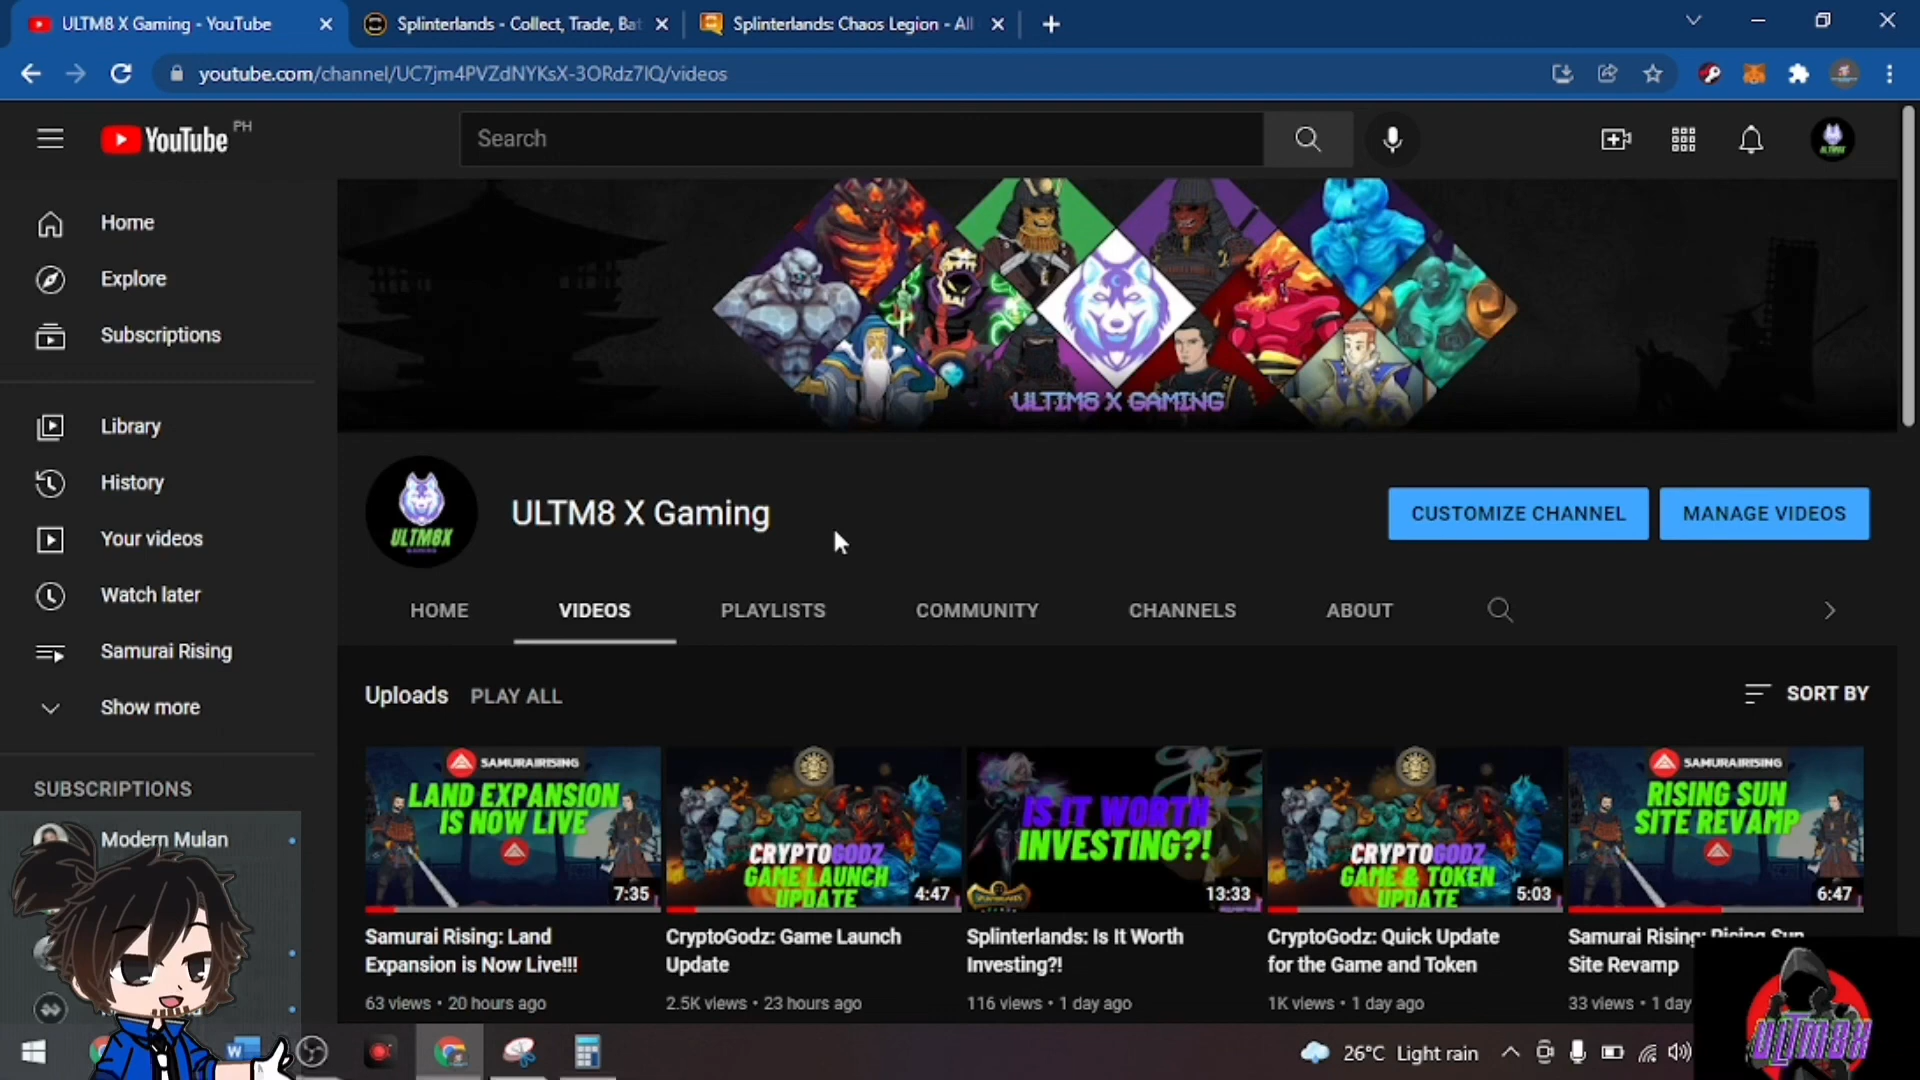 ULTM8 X Gaming - YouTube
Splinterlands - Collect, Trade, Bat
Splinterlands: Chaos Legion - All
youtube.com/channel/UC7jm4PVZdNYKsX-3ORdz7IQ/videos
YouTube PH
Search
Home
Explore
Subscriptions
Library
History
Your videos
Watch later
Samurai Rising
Show more
SUBSCRIPTIONS
Modern Mulan
ULTIM8 X GAMING
ULTM8X
ULTM8 X Gaming
CUSTOMIZE CHANNEL
MANAGE VIDEOS
HOME
VIDEOS
PLAYLISTS
COMMUNITY
CHANNELS
ABOUT
Uploads
PLAY ALL
SORT BY
SAMURAIRISING
LAND EXPANSION
IS NOW LIVE
7:35
Samurai Rising: Land
Expansion is Now Live!!!
63 views • 20 hours ago
CRYPTOGODZ
GAME LAUNCH
UPDATE
4:47
CryptoGodz: Game Launch
Update
2.5K views • 23 hours ago
IS IT WORTH
INVESTING?!
13:33
Splinterlands: Is It Worth
Investing?!
116 views • 1 day ago
CRYPTOGODZ
GAME & TOKEN
UPDATE
5:03
CryptoGodz: Quick Update
for the Game and Token
1K views • 1 day ago
SAMURAIRISING
RISING SUN
SITE REVAMP
6:47
Samurai Rising: Rising Sun
Site Revamp
33 views • 1 day
26°C Light rain
ULTM8X